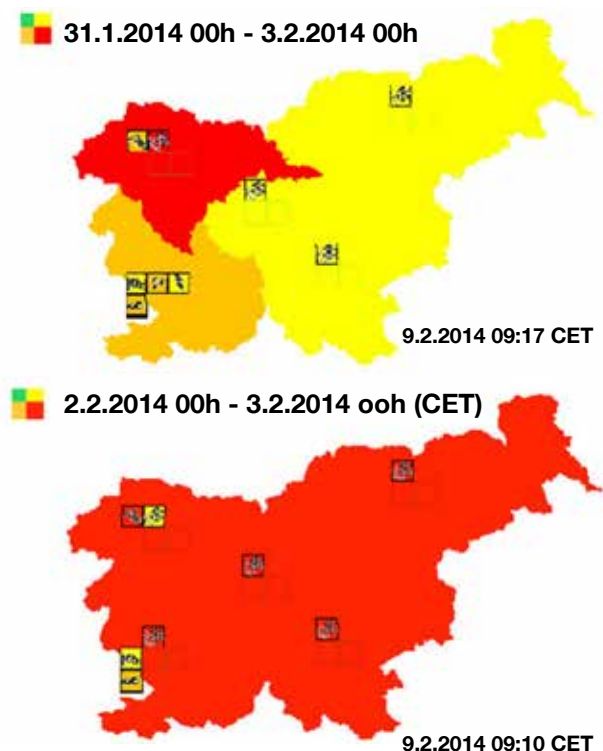 31.1.2014 00h - 3.2.2014 00h
9.2.2014 09:17 CET
2.2.2014 00h - 3.2.2014 ooh (CET)
9.2.2014 09:10 CET